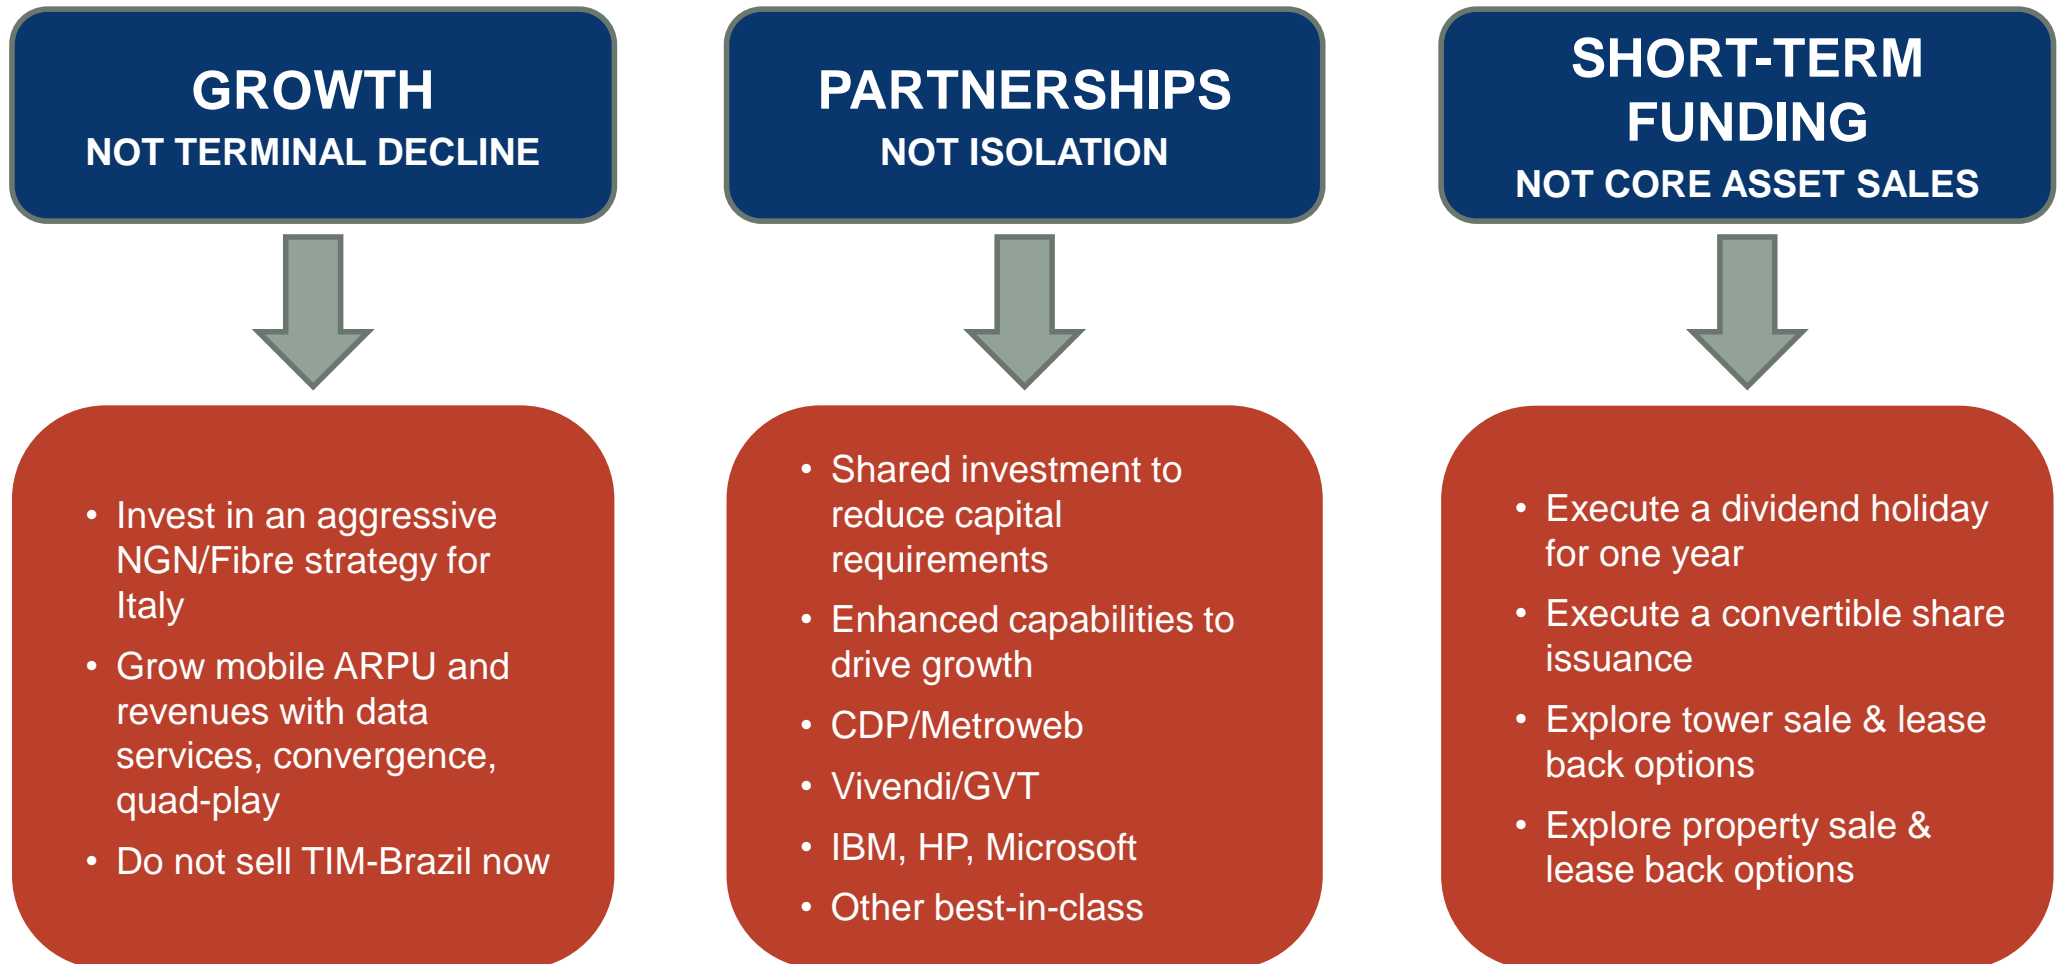 GROWTH
NOT TERMINAL DECLINE
• Invest in an aggressive
NGN/Fibre strategy for
Italy
• Grow mobile ARPU and
revenues with data
services, convergence,
quad-play
• Do not sell TIM-Brazil now
PARTNERSHIPS
NOT ISOLATION
• Shared investment to
reduce capital
requirements
• Enhanced capabilities to
drive growth
• CDP/Metroweb
• Vivendi/GVT
• IBM, HP, Microsoft
• Other best-in-class
SHORT-TERM
FUNDING
NOT CORE ASSET SALES
• Execute a dividend holiday
for one year
• Execute a convertible share
issuance
• Explore tower sale & lease
back options
• Explore property sale &
lease back options